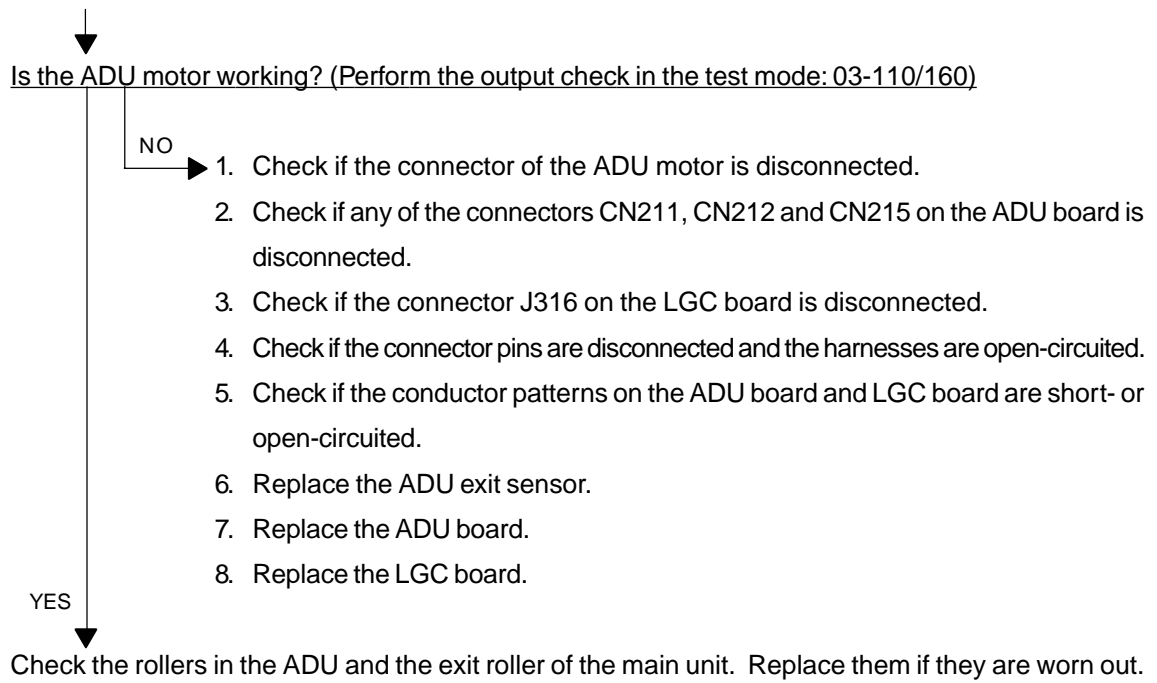 Is the ADU motor working? (Perform the output check in the test mode: 03-110/160)
NO
1. Check if the connector of the ADU motor is disconnected.
2. Check if any of the connectors CN211, CN212 and CN215 on the ADU board is
disconnected.
3. Check if the connector J316 on the LGC board is disconnected.
4. Check if the connector pins are disconnected and the harnesses are open-circuited.
5. Check if the conductor patterns on the ADU board and LGC board are short- or
open-circuited.
6. Replace the ADU exit sensor.
7. Replace the ADU board.
8. Replace the LGC board.
YES
Check the rollers in the ADU and the exit roller of the main unit. Replace them if they are worn out.